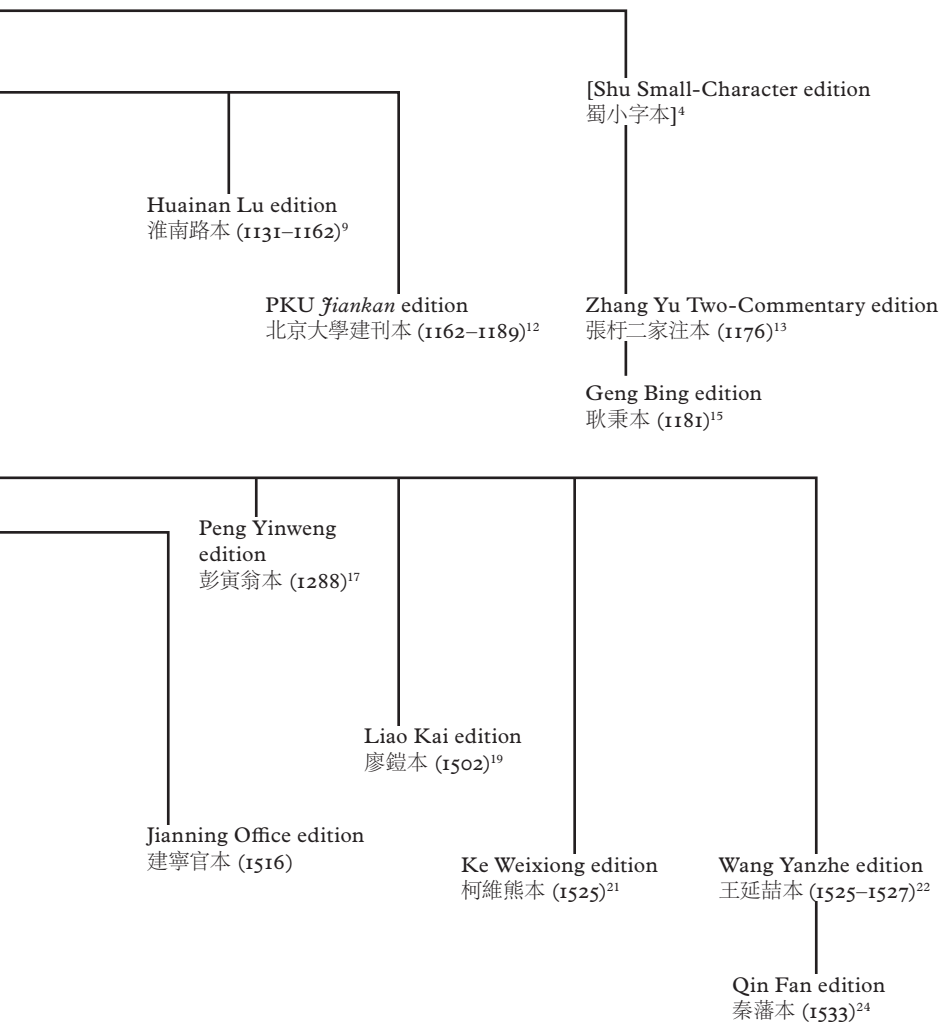 [Shu Small-Character edition
蜀小字本]⁴
Huainan Lu edition
淮南路本 (1131–1162)⁹
PKU Jiankan edition
北京大學建刊本 (1162–1189)¹²
Zhang Yu Two-Commentary edition
張杅二家注本 (1176)¹³
Geng Bing edition
耿秉本 (1181)¹⁵
Peng Yinweng
edition
彭寅翁本 (1288)¹⁷
Liao Kai edition
廖鎧本 (1502)¹⁹
Jianning Office edition
建寧官本 (1516)
Ke Weixiong edition
柯維熊本 (1525)²¹
Wang Yanzhe edition
王延喆本 (1525–1527)²²
Qin Fan edition
秦藩本 (1533)²⁴